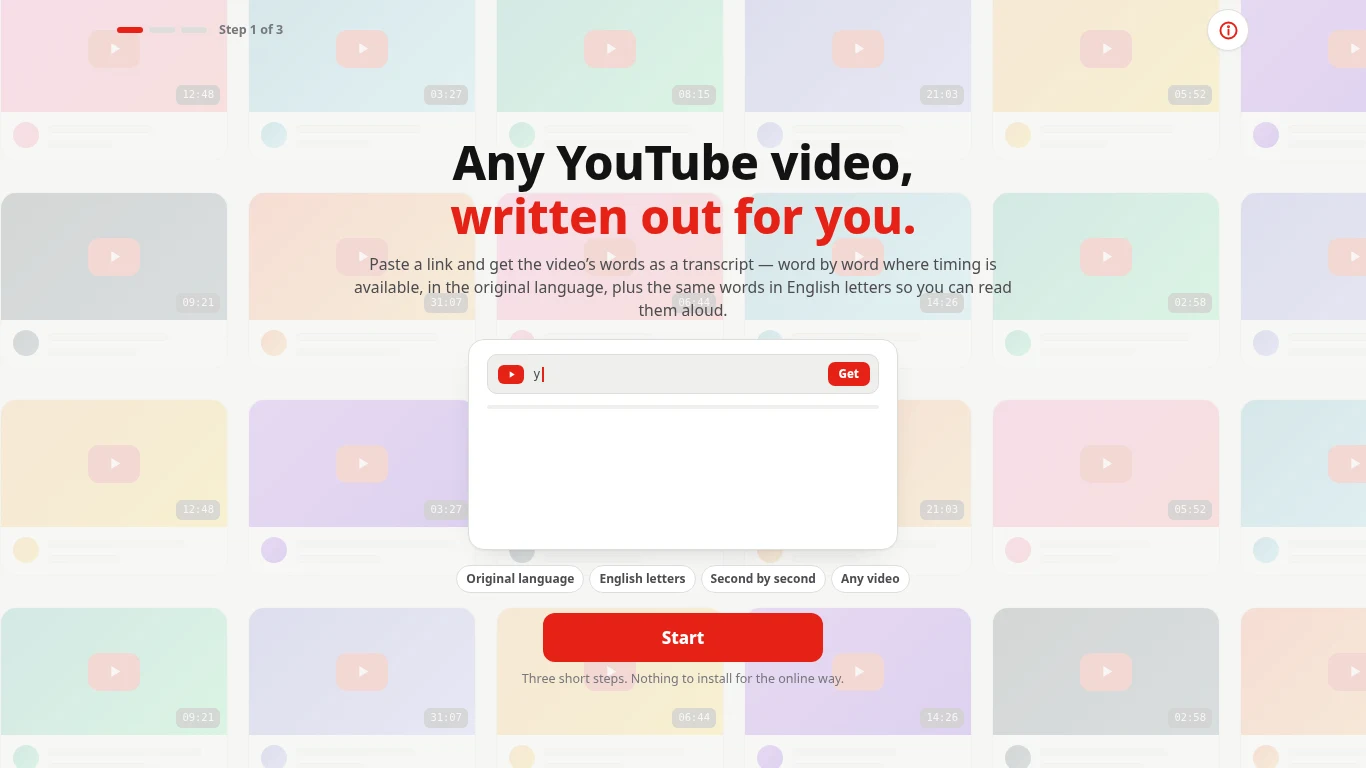 Step 1 of 3
12:48
03:27
08:15
21:03
05:52
Any YouTube video,
written out for you.
Paste a link and get the video’s words as a transcript — word by word where timing is
available, in the original language, plus the same words in English letters so you can read
them aloud.
09:21
31:07
06:44
14:26
02:58
y
Get
12:48
03:27
21:03
05:52
Original language
English letters
Second by second
Any video
Start
Three short steps. Nothing to install for the online way.
09:21
31:07
06:44
14:26
02:58